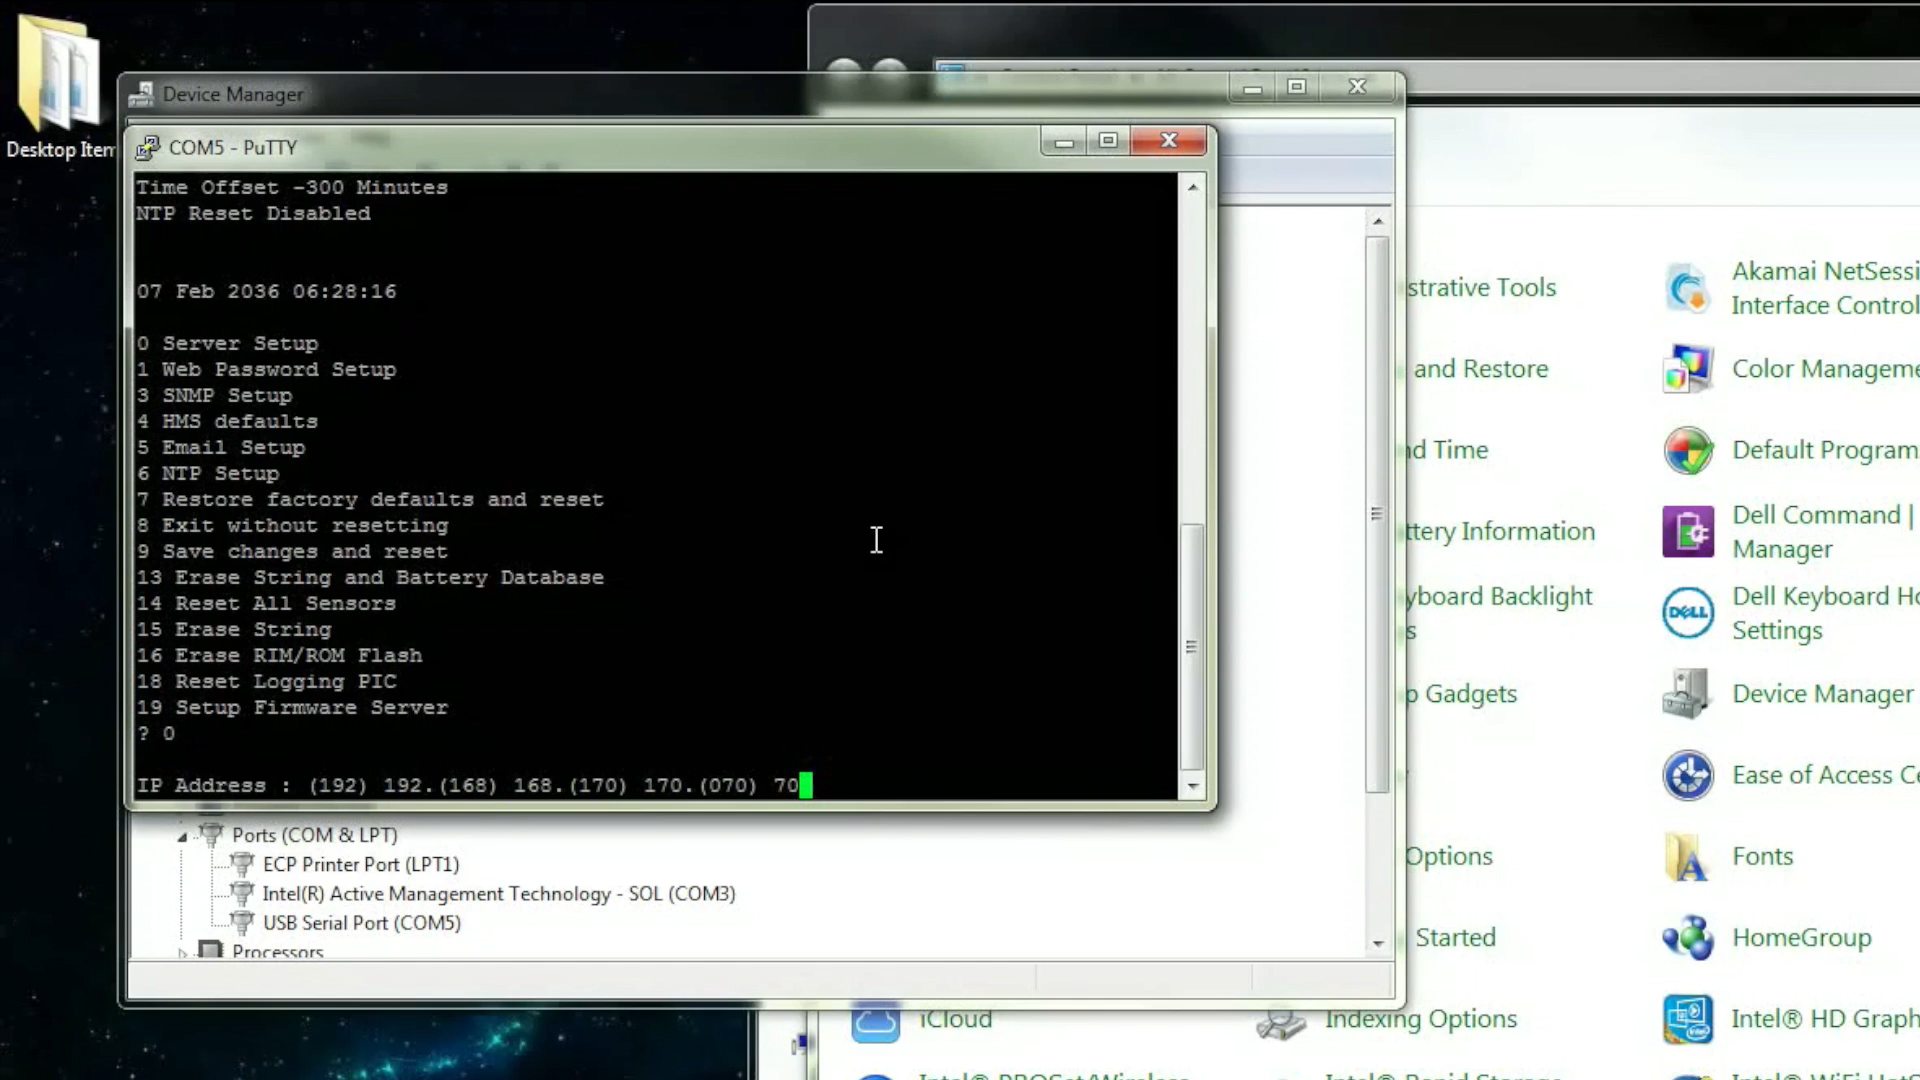 Desktop Item
Device Manager
COM5 - PuTTY
Time Offset -300 Minutes
NTP Reset Disabled
07 Feb 2036 06:28:16
0 Server Setup
1 Web Password Setup
3 SNMP Setup
4 HMS defaults
5 Email Setup
6 NTP Setup
7 Restore factory defaults and reset
8 Exit without resetting
9 Save changes and reset
13 Erase String and Battery Database
14 Reset All Sensors
15 Erase String
16 Erase RIM/ROM Flash
18 Reset Logging PIC
19 Setup Firmware Server
? 0
IP Address : (192) 192.(168) 168.(170) 170.(070) 70
Ports (COM & LPT)
ECP Printer Port (LPT1)
Intel(R) Active Management Technology - SOL (COM3)
USB Serial Port (COM5)
Processors
strative Tools
and Restore
nd Time
ttery Information
yboard Backlight
s
p Gadgets
Options
Started
Indexing Options
iCloud
Akamai NetSessi
Interface Control
Color Manageme
Default Program
Dell Command |
Manager
Dell Keyboard Ho
Settings
DELL
Device Manager
Ease of Access Ce
Fonts
HomeGroup
Intel® HD Graph